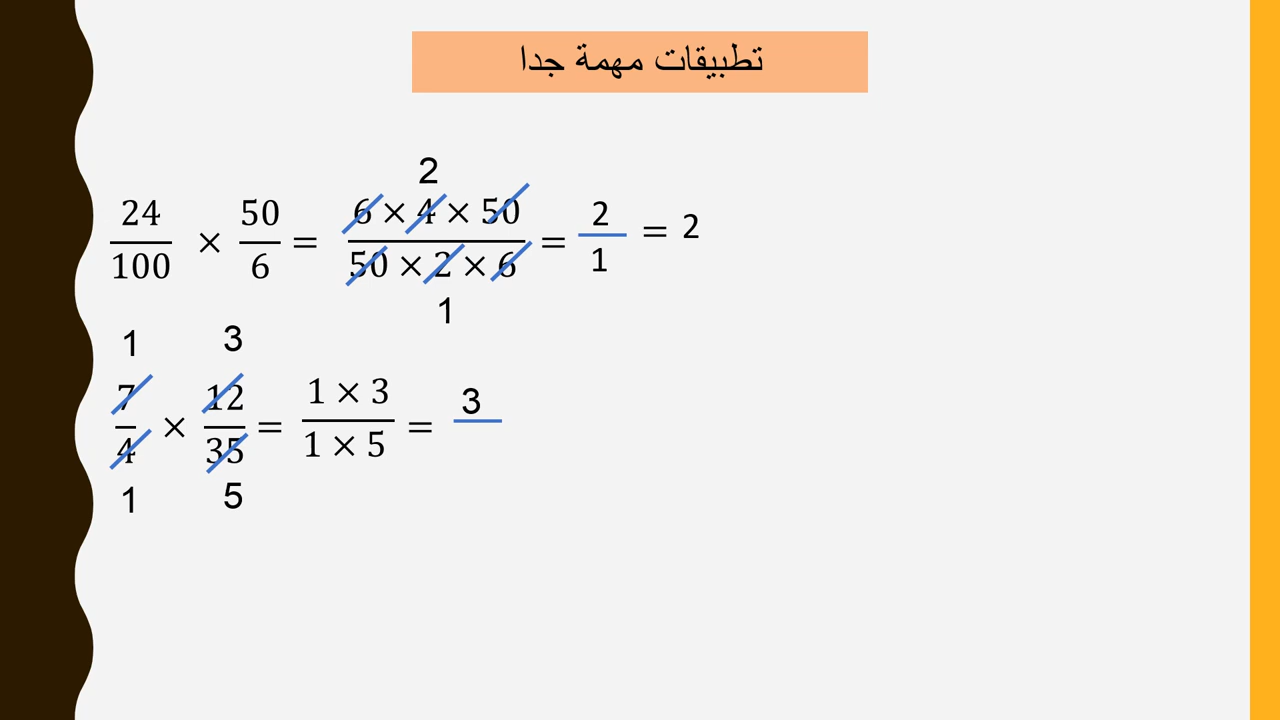 تطبيقات مهمة جدا
2
24/100 × 50/6 = 6 × 4 × 50/50 × 2 × 6 = 2/1 = 2
1
1 3
7/4 × 12/35 = 1 × 3/1 × 5 = 3
1 5